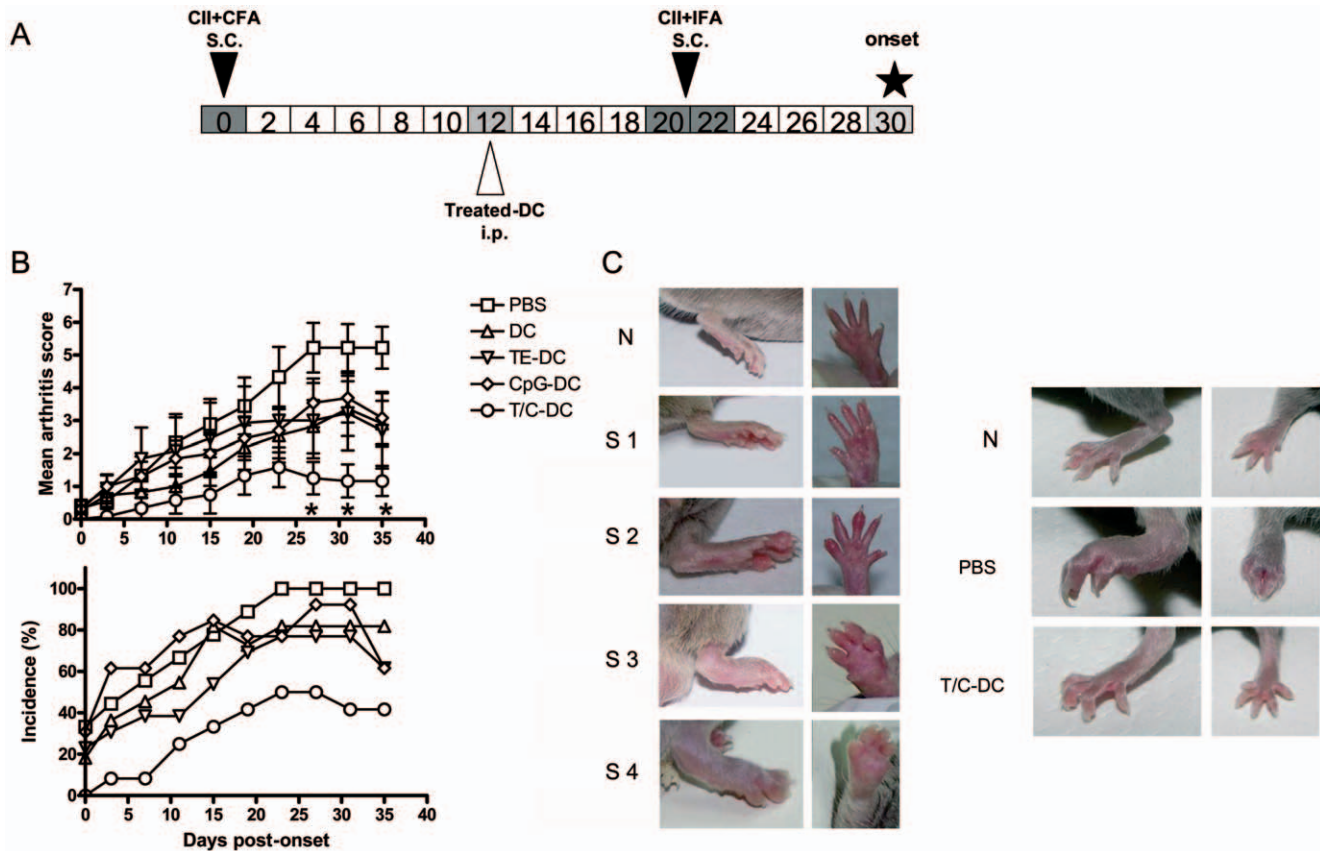 A
CII+CFA
S.C.
CII+IFA
S.C.
onset
0 2 4 6 8 10 12 14 16 18 20 22 24 26 28 30
Treated-DC
i.p.
B
Mean arthritis score
7
6
5
4
3
2
1
0
0 5 10 15 20 25 30 35 40
* * *
PBS
DC
TE-DC
CpG-DC
T/C-DC
Incidence (%)
100
80
60
40
20
0
0 5 10 15 20 25 30 35 40
Days post-onset
C
N
S 1
S 2
S 3
S 4
N
PBS
T/C-DC